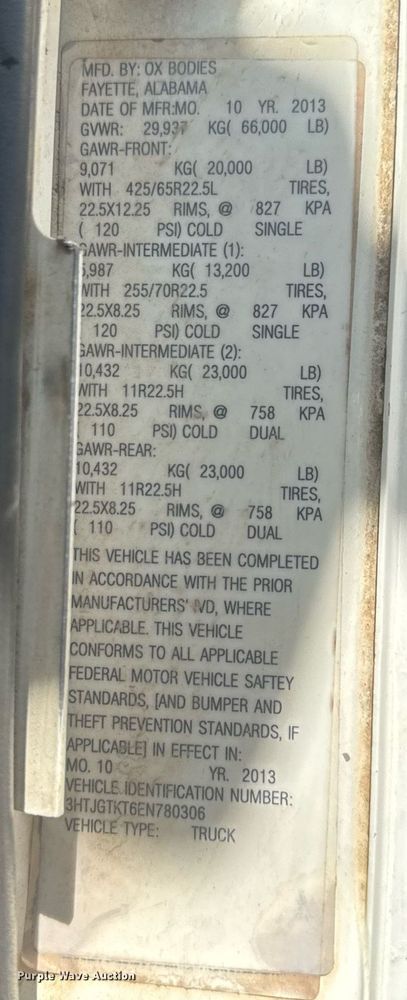 MFD. BY: OX BODIES
FAYETTE, ALABAMA
DATE OF MFR:MO. 10 YR. 2013
GVWR: 29,937 KG( 66,000 LB)
GAWR-FRONT:
9,071 KG( 20,000 LB)
WITH 425/65R22.5L TIRES,
22.5X12.25 RIMS, @ 827 KPA
( 120 PSI) COLD SINGLE
GAWR-INTERMEDIATE (1):
5,987 KG( 13,200 LB)
WITH 255/70R22.5 TIRES,
22.5X8.25 RIMS, @ 827 KPA
120 PSI) COLD SINGLE
GAWR-INTERMEDIATE (2):
10,432 KG( 23,000 LB)
WITH 11R22.5H TIRES,
22.5X8.25 RIMS, @ 758 KPA
110 PSI) COLD DUAL
GAWR-REAR:
10,432 KG( 23,000 LB)
WITH 11R22.5H TIRES,
22.5X8.25 RIMS, @ 758 KPA
( 110 PSI) COLD DUAL
THIS VEHICLE HAS BEEN COMPLETED
IN ACCORDANCE WITH THE PRIOR
MANUFACTURERS' IVD, WHERE
APPLICABLE. THIS VEHICLE
CONFORMS TO ALL APPLICABLE
FEDERAL MOTOR VEHICLE SAFTEY
STANDARDS, [AND BUMPER AND
THEFT PREVENTION STANDARDS, IF
APPLICABLE] IN EFFECT IN:
MO. 10 YR. 2013
VEHICLE IDENTIFICATION NUMBER:
3HTJGTKT6EN780306
VEHICLE TYPE: TRUCK
Purple Wave Auction